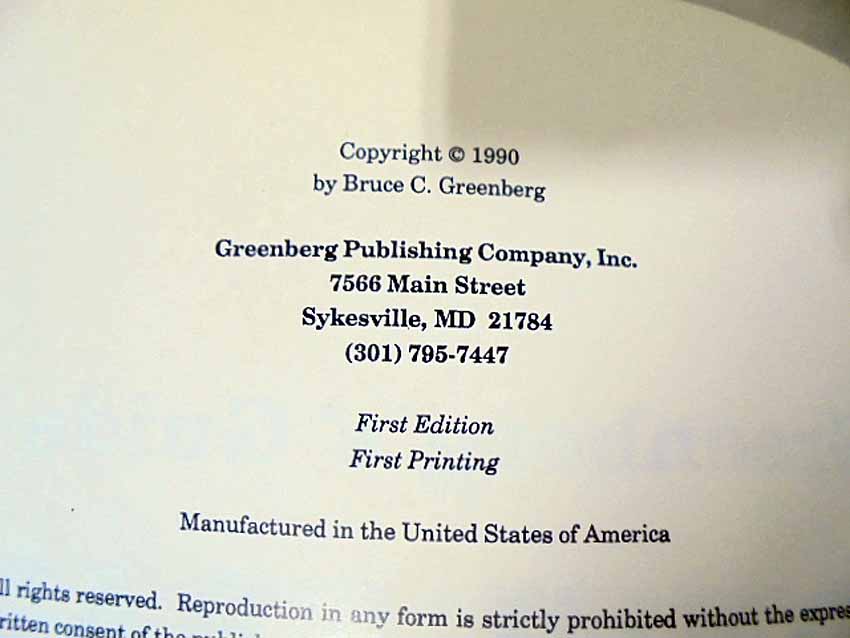 Copyright © 1990
by Bruce C. Greenberg
Greenberg Publishing Company, Inc.
7566 Main Street
Sykesville, MD 21784
(301) 795-7447
First Edition
First Printing
Manufactured in the United States of America
ll rights reserved. Reproduction in any form is strictly prohibited without the expres
ritten consent of the